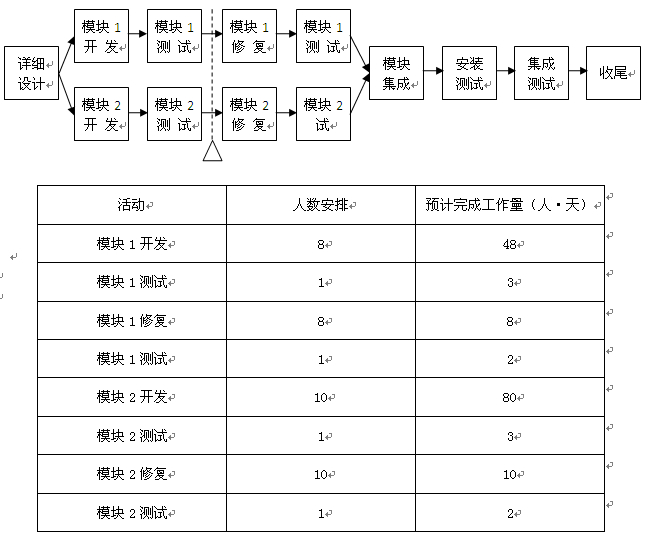 模块 1
开 发
模块 1
测 试
模块 1
修 复
模块 1
测 试
详细
设计
模块
集成
安装
测试
集成
测试
收尾
模块 2
开 发
模块 2
测 试
模块 2
修 复
模块 2
试
活动 人数安排 预计完成工作量（人·天）
模块 1 开发 8 48
模块 1 测试 1 3
模块 1 修复 8 8
模块 1 测试 1 2
模块 2 开发 10 80
模块 2 测试 1 3
模块 2 修复 10 10
模块 2 测试 1 2